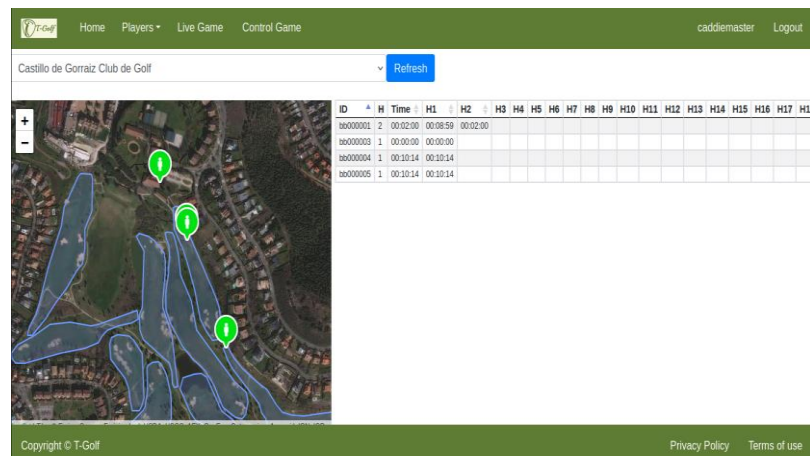 T-Golf Home Players Live Game Control Game caddiemaster Logout
Castillo de Gorraiz Club de Golf Refresh
+
−
ID H Time H1 H2 H3 H4 H5 H6 H7 H8 H9 H10 H11 H12 H13 H14 H15 H16 H17
bb000001 2 00:02:00 00:08:59 00:02:00
bb000003 1 00:00:00 00:00:00
bb000004 1 00:10:14 00:10:14
bb000005 1 00:10:14 00:10:14
Copyright © T-Golf Privacy Policy Terms of use